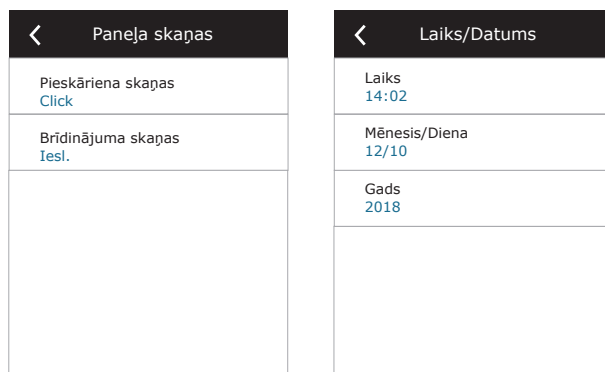 Paneļa skaņas
Pieskāriena skaņas
Click
Brīdinājuma skaņas
Iesl.
Laiks/Datums
Laiks
14:02
Mēnesis/Diena
12/10
Gads
2018